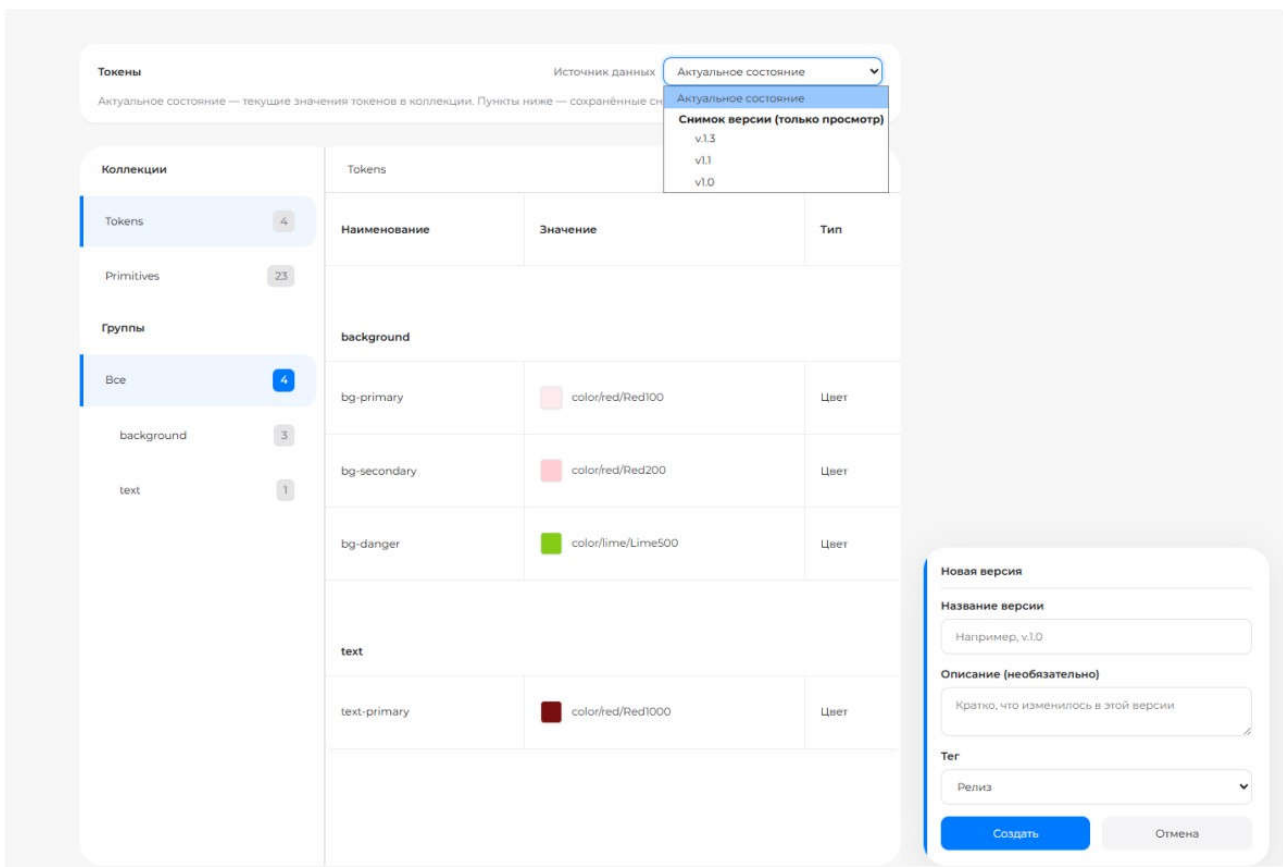 Токены
Источник данных
Актуальное состояние
Актуальное состояние — текущие значения токенов в коллекции. Пункты ниже — сохранённые сн
Актуальное состояние
Снимок версии (только просмотр)
v.1.3
v1.1
v1.0
Коллекции
Tokens 4
Primitives 23
Группы
Все 4
background 3
text 1
Tokens
Наименование Значение Тип
background
bg-primary color/red/Red100 Цвет
bg-secondary color/red/Red200 Цвет
bg-danger color/lime/Lime500 Цвет
text
text-primary color/red/Red1000 Цвет
Новая версия
Название версии
Например, v.1.0
Описание (необязательно)
Кратко, что изменилось в этой версии
Тег
Релиз
Создать Отмена